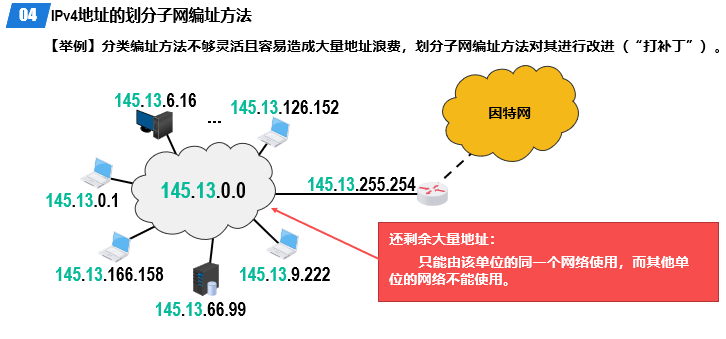 04 IPv4地址的划分子网编址方法
【举例】分类编址方法不够灵活且容易造成大量地址浪费，划分子网编址方法对其进行改进（“打补丁”）。
145.13.6.16
...
145.13.126.152
因特网
145.13.0.0
145.13.255.254
145.13.0.1
145.13.166.158
145.13.9.222
145.13.66.99
还剩余大量地址：
只能由该单位的同一个网络使用，而其他单
位的网络不能使用。